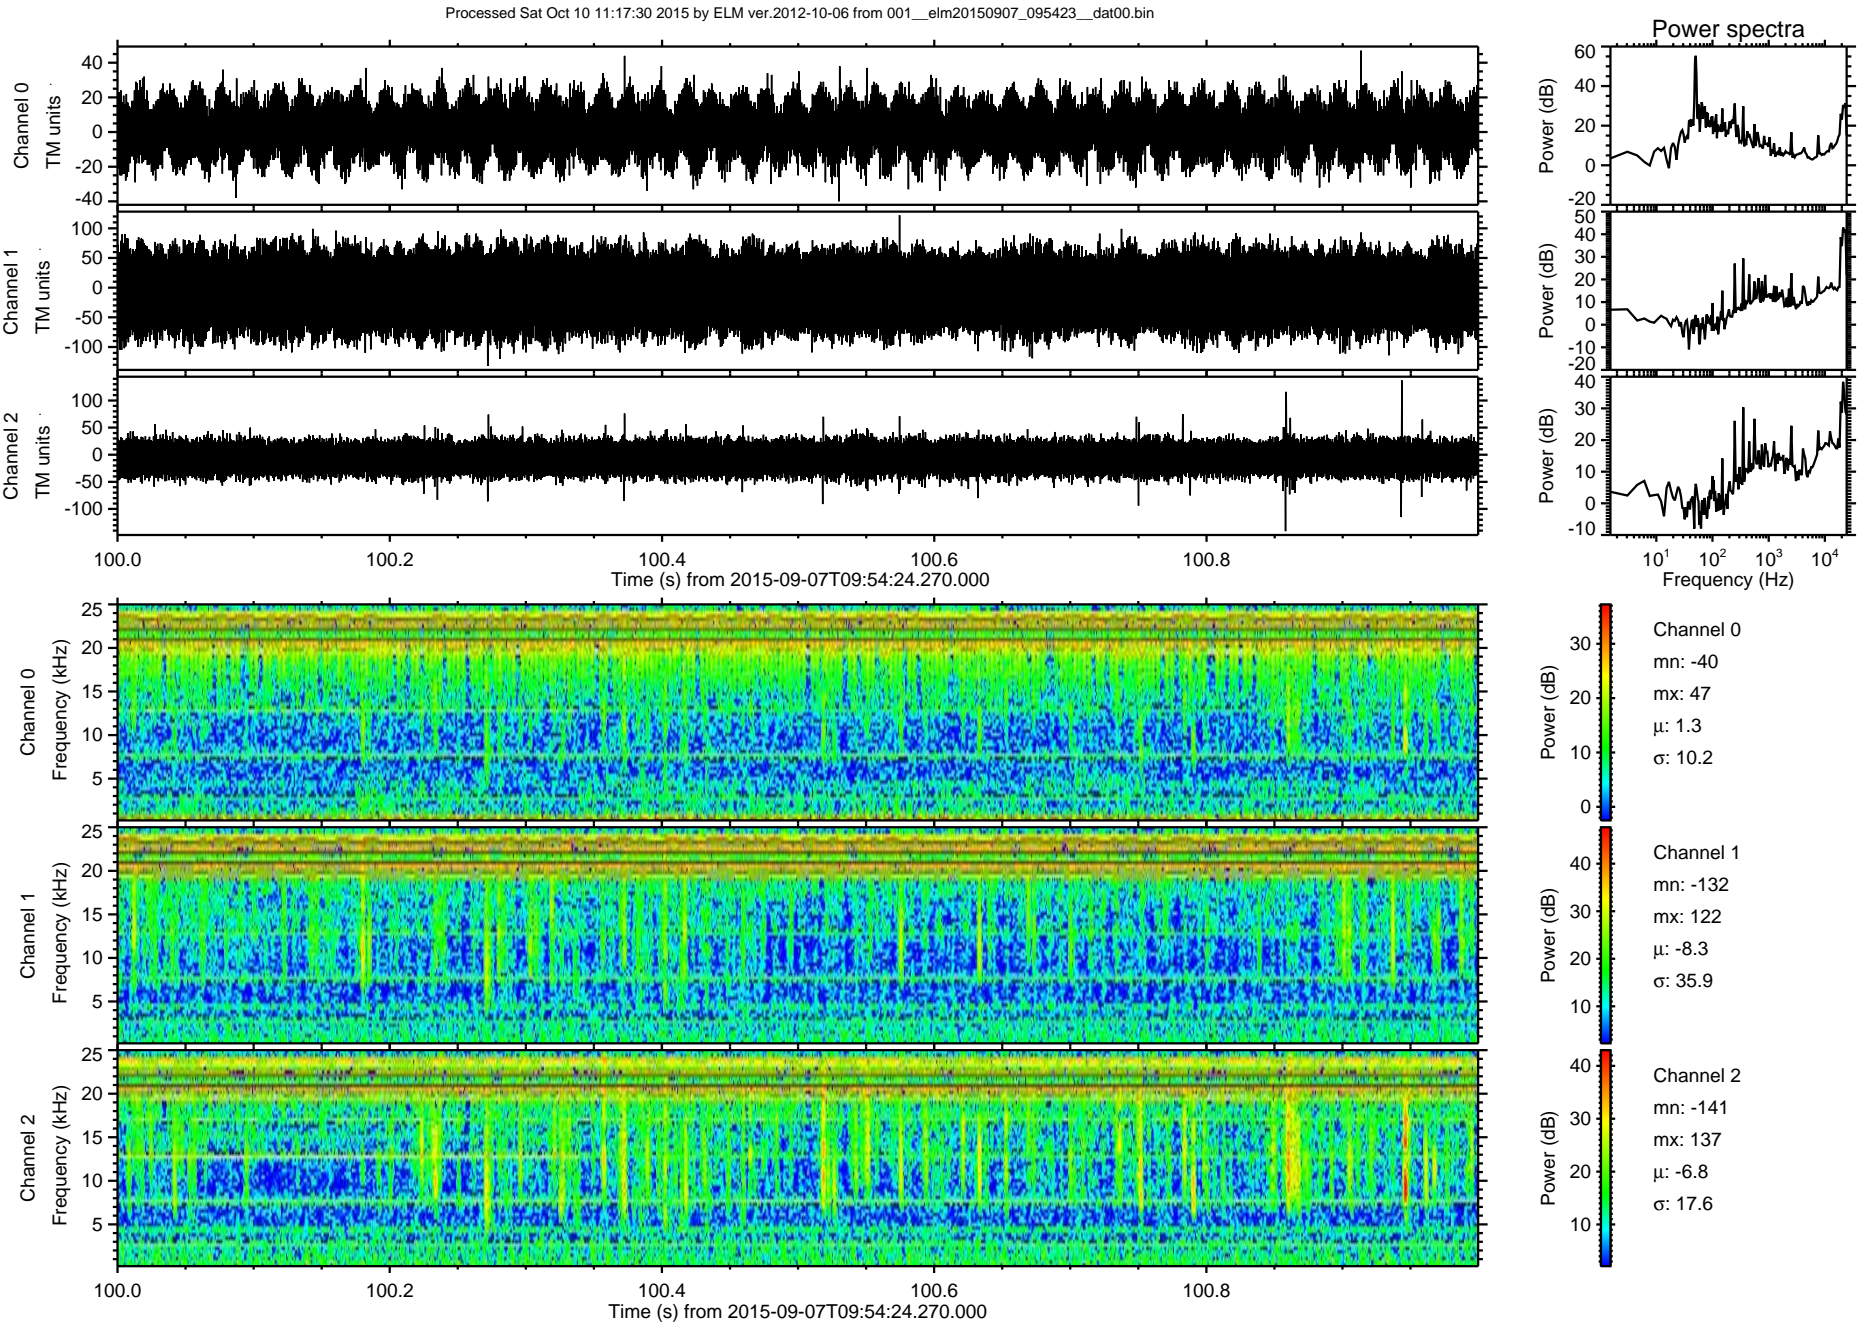 Processed Sat Oct 10 11:17:30 2015 by ELM ver.2012-10-06 from 001__elm20150907_095423__dat00.bin
Power spectra
Channel 0
TM units
40
20
0
-20
-40
Power (dB)
60
40
20
0
-20
Channel 1
TM units
100
50
0
-50
-100
Power (dB)
50
40
30
20
10
0
-10
-20
Channel 2
TM units
100
50
0
-50
-100
Power (dB)
40
30
20
10
0
-10
100.0 100.2 100.4 100.6 100.8
Time (s) from 2015-09-07T09:54:24.270.000
10^1 10^2 10^3 10^4
Frequency (Hz)
Channel 0
Frequency (kHz)
25
20
15
10
5
Power (dB)
30
20
10
0
Channel 0
mn: -40
mx: 47
μ: 1.3
σ: 10.2
Channel 1
Frequency (kHz)
25
20
15
10
5
Power (dB)
40
30
20
10
Channel 1
mn: -132
mx: 122
μ: -8.3
σ: 35.9
Channel 2
Frequency (kHz)
25
20
15
10
5
Power (dB)
40
30
20
10
Channel 2
mn: -141
mx: 137
μ: -6.8
σ: 17.6
100.0 100.2 100.4 100.6 100.8
Time (s) from 2015-09-07T09:54:24.270.000